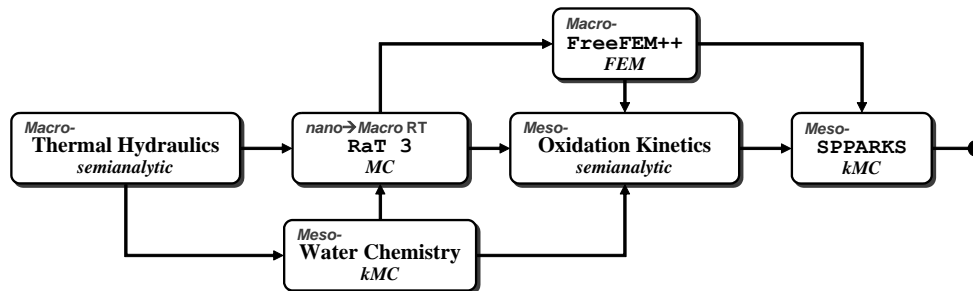 Macro-
FreeFEM++
FEM
Macro-
Thermal Hydraulics
semianalytic
nano→Macro RT
RaT 3
MC
Meso-
Oxidation Kinetics
semianalytic
Meso-
SPPARKS
kMC
Meso-
Water Chemistry
kMC